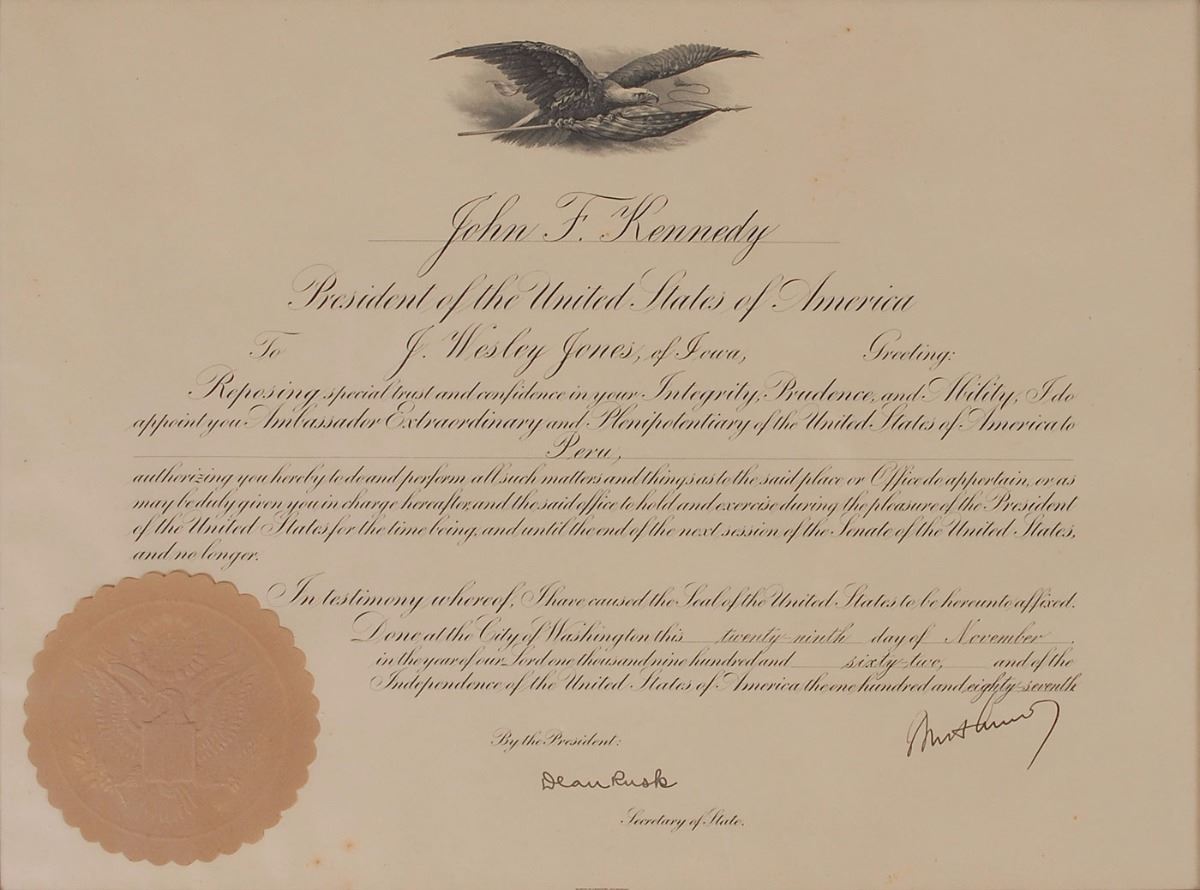 John F. Kennedy
President of the United States of America
To J. Wesley Jones, of Iowa, Greeting:
Reposing special trust and confidence in your Integrity, Prudence, and Ability, I do
appoint you Ambassador Extraordinary and Plenipotentiary of the United States of America to
Peru,
authorizing you hereby to do and perform all such matters and things as to the said place or Office do appertain, or as
may be duly given you in charge hereafter, and the said office to hold and exercise during the pleasure of the President
of the United States for the time being, and until the end of the next session of the Senate of the United States,
and no longer.
In testimony whereof, I have caused the Seal of the United States to be hereunto affixed.
Done at the City of Washington this twenty-ninth day of November
in the year of our Lord one thousand nine hundred and sixty-two, and of the
Independence of the United States of America the one hundred and eighty-seventh
By the President:
Dean Rusk
Secretary of State.